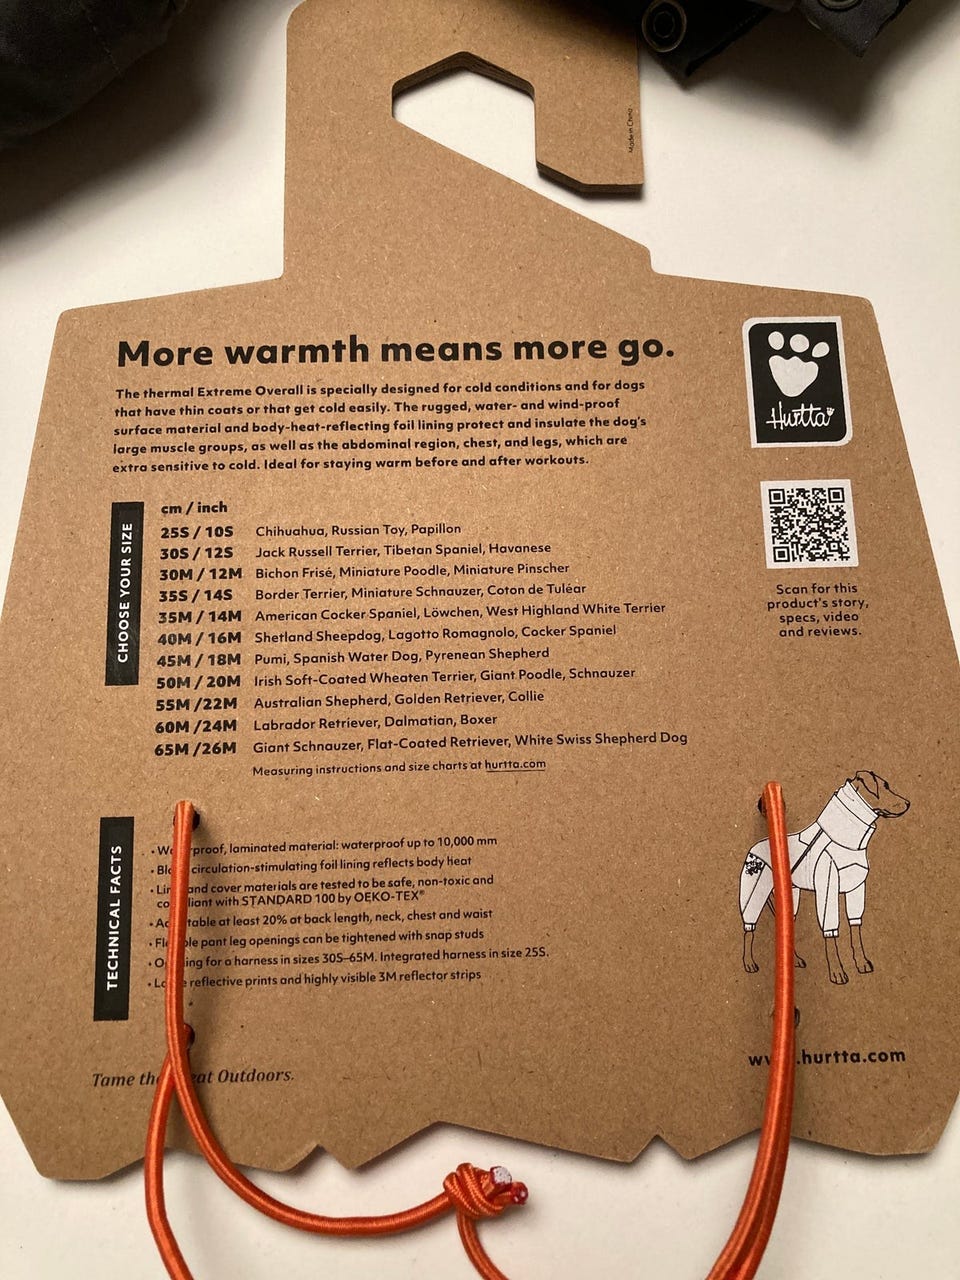 Made in China
More warmth means more go.
The thermal Extreme Overall is specially designed for cold conditions and for dogs
that have thin coats or that get cold easily. The rugged, water- and wind-proof
surface material and body-heat-reflecting foil lining protect and insulate the dog's
large muscle groups, as well as the abdominal region, chest, and legs, which are
extra sensitive to cold. Ideal for staying warm before and after workouts.
Hurtta
CHOOSE YOUR SIZE
cm / inch
25S / 10S Chihuahua, Russian Toy, Papillon
30S / 12S Jack Russell Terrier, Tibetan Spaniel, Havanese
30M / 12M Bichon Frisé, Miniature Poodle, Miniature Pinscher
35S / 14S Border Terrier, Miniature Schnauzer, Coton de Tuléar
35M / 14M American Cocker Spaniel, Löwchen, West Highland White Terrier
40M / 16M Shetland Sheepdog, Lagotto Romagnolo, Cocker Spaniel
45M / 18M Pumi, Spanish Water Dog, Pyrenean Shepherd
50M / 20M Irish Soft-Coated Wheaten Terrier, Giant Poodle, Schnauzer
55M /22M Australian Shepherd, Golden Retriever, Collie
60M /24M Labrador Retriever, Dalmatian, Boxer
65M /26M Giant Schnauzer, Flat-Coated Retriever, White Swiss Shepherd Dog
Measuring instructions and size charts at hurtta.com
Scan for this
product's story,
specs, video
and reviews.
TECHNICAL FACTS
• laminated material: waterproof up to 10,000 mm
• circulation-stimulating foil lining reflects body heat
• and cover materials are tested to be safe, non-toxic and
with STANDARD 100 by OEKO-TEX®
• at least 20% at back length, neck, chest and waist
• pant leg openings can be tightened with snap studs
• for a harness in sizes 30S–65M. Integrated harness in size 25S.
• reflective prints and highly visible 3M reflector strips
Tame Outdoors.
.hurtta.com